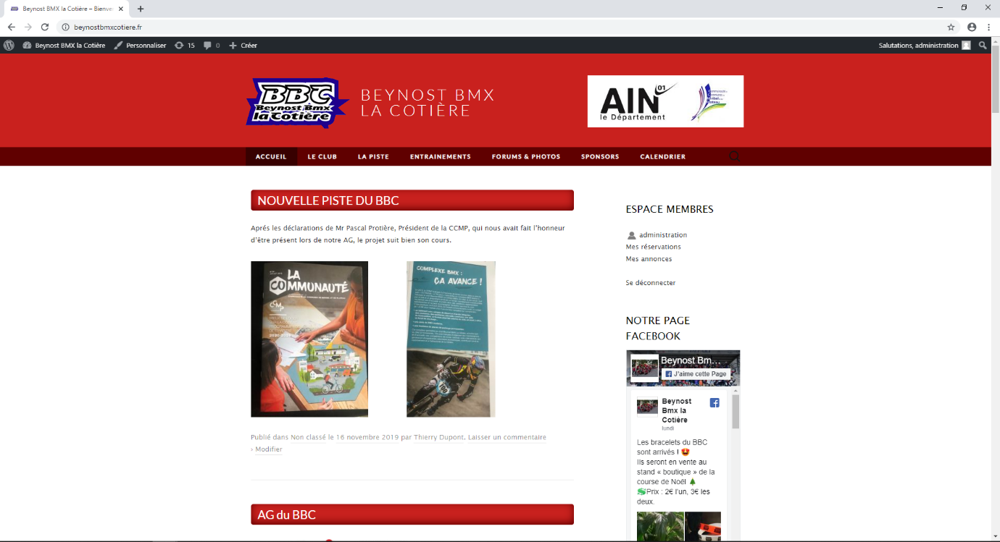 Beynost BMX la Cotière – Bienve
beynostbmxcotiere.fr
Beynost BMX la Cotière Personnaliser 15 0 Créer Salutations, administration
BBC
Beynost Bmx
la Cotière
BEYNOST BMX
LA COTIÈRE
AIN 01
le Département
ACCUEIL LE CLUB LA PISTE ENTRAINEMENTS FORUMS & PHOTOS SPONSORS CALENDRIER
NOUVELLE PISTE DU BBC
Aprés les déclarations de Mr Pascal Protière, Président de la CCMP, qui nous avait fait l'honneur
d'être présent lors de notre AG, le projet suit bien son cours.
LA
COMMUNAUTÉ
COMPLEXE BMX :
ÇA AVANCE !
Publié dans Non classé le 16 novembre 2019 par Thierry Dupont. Laisser un commentaire
› Modifier
AG du BBC
ESPACE MEMBRES
administration
Mes réservations
Mes annonces
Se déconnecter
NOTRE PAGE
FACEBOOK
Beynost Bm…
J'aime cette Page
Beynost
Bmx la
Cotière
lundi
Les bracelets du BBC
sont arrivés ! 🤩
Ils seront en vente au
stand « boutique » de la
course de Noël 🎄
💲Prix : 2€ l'un, 3€ les
deux.